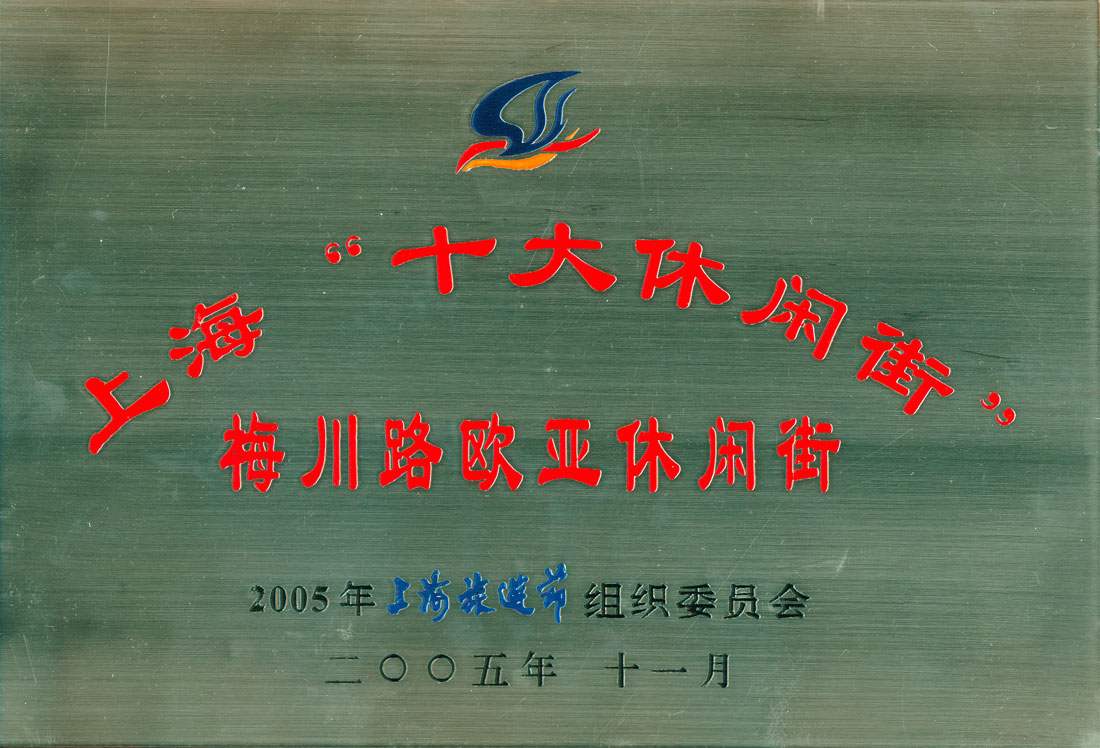 上海“十大休闲街”
梅川路欧亚休闲街
2005年上海旅游节组织委员会
二〇〇五年 十一月